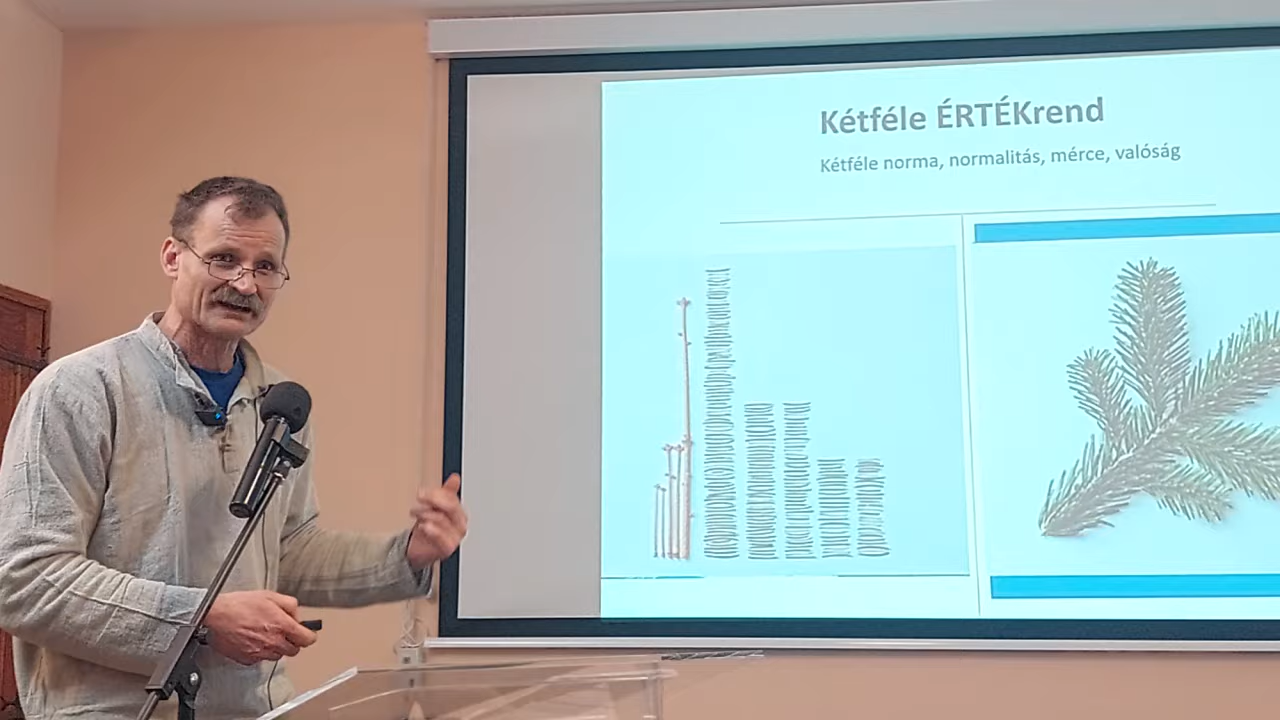 Kétféle ÉRTÉKrend
Kétféle norma, normalitás, mérce, valóság